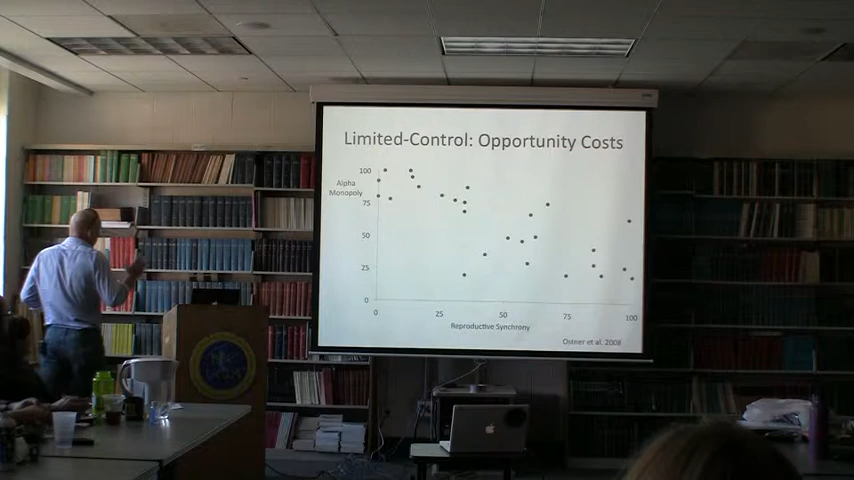 Limited-Control: Opportunity Costs
100
Alpha
Monopoly
75
50
25
0
0 25 50 75 100
Reproductive Synchrony
Ostner et al. 2008